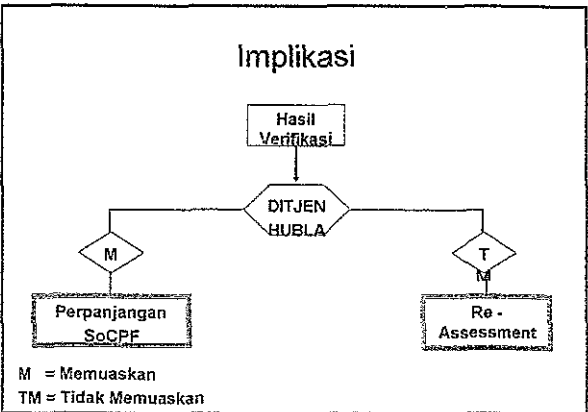 Implikasi
Hasil
Verifikasi
DITJEN
HUBLA
M
T
M
Perpanjangan
SoCPF
Re -
Assessment
M = Memuaskan
TM = Tidak Memuaskan